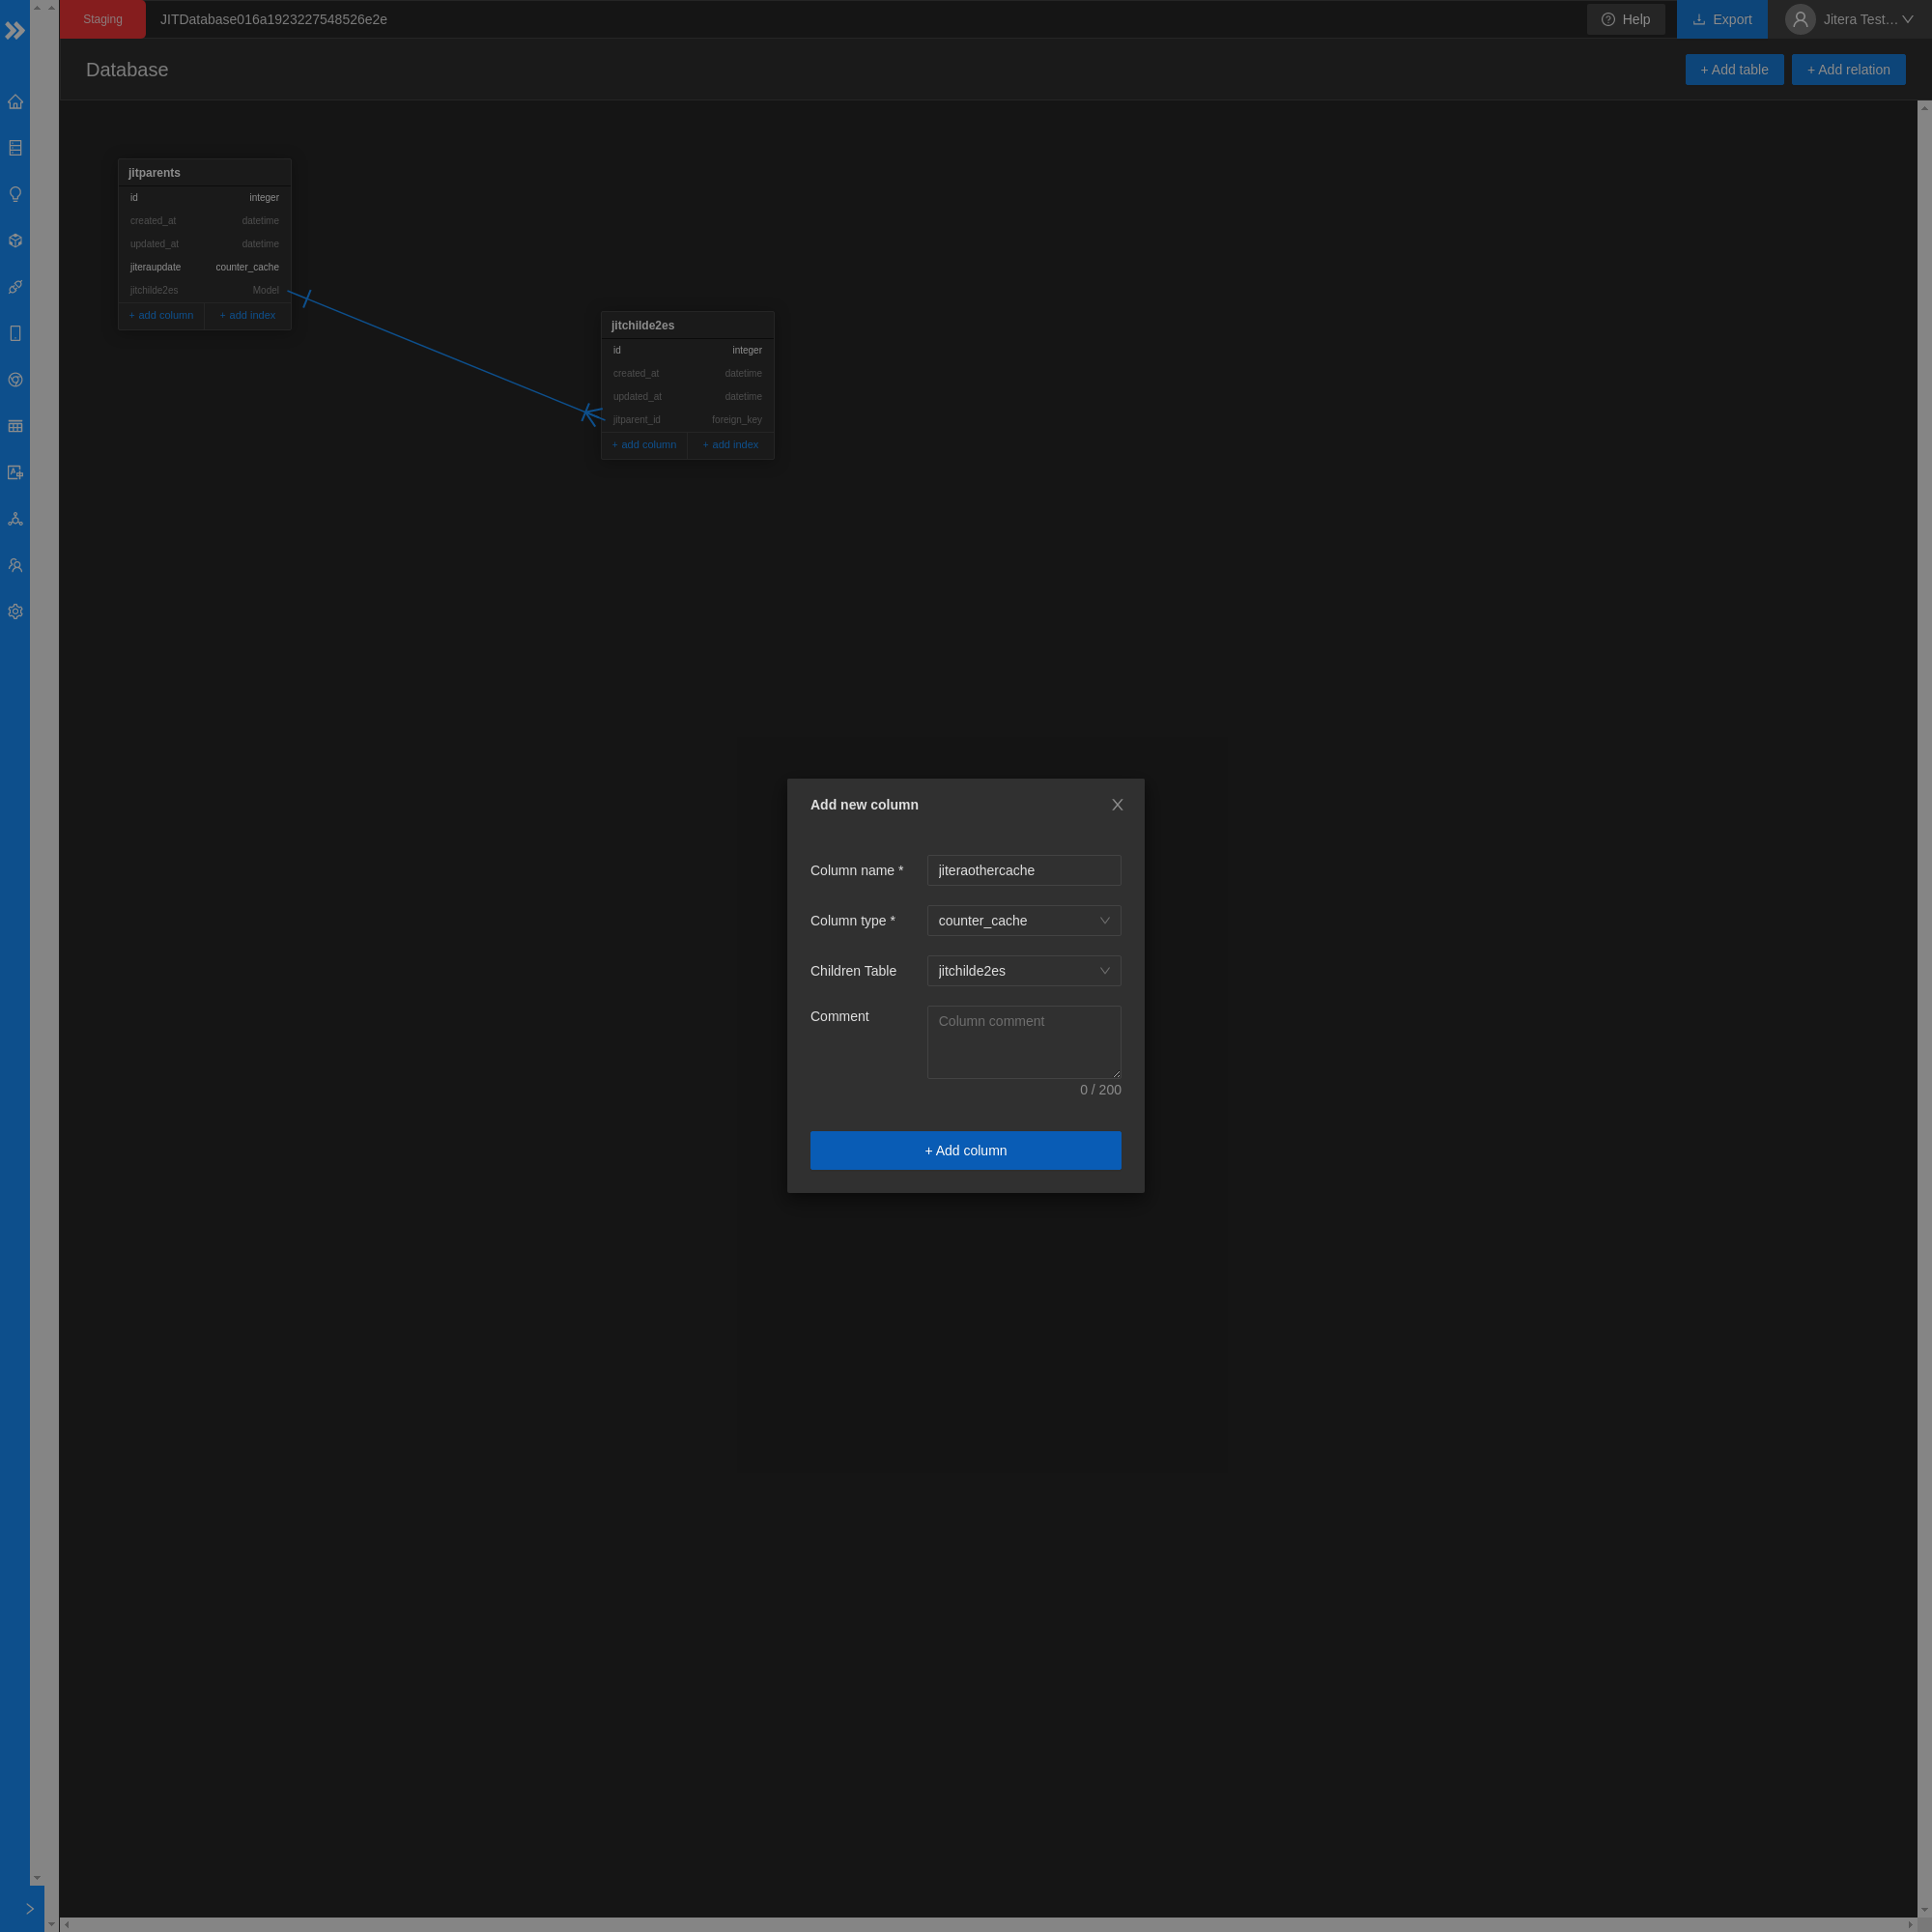 Staging
JITDatabase016a1923227548526e2e
Help
Export
Jitera Test...
Database
+ Add table
+ Add relation
jitparents
id integer
created_at datetime
updated_at datetime
jiteraupdate counter_cache
jitchilde2es Model
+ add column + add index
jitchilde2es
id integer
created_at datetime
updated_at datetime
jitparent_id foreign_key
+ add column + add index
Add new column
Column name * jiteraothercache
Column type * counter_cache
Children Table jitchilde2es
Comment Column comment
0 / 200
+ Add column